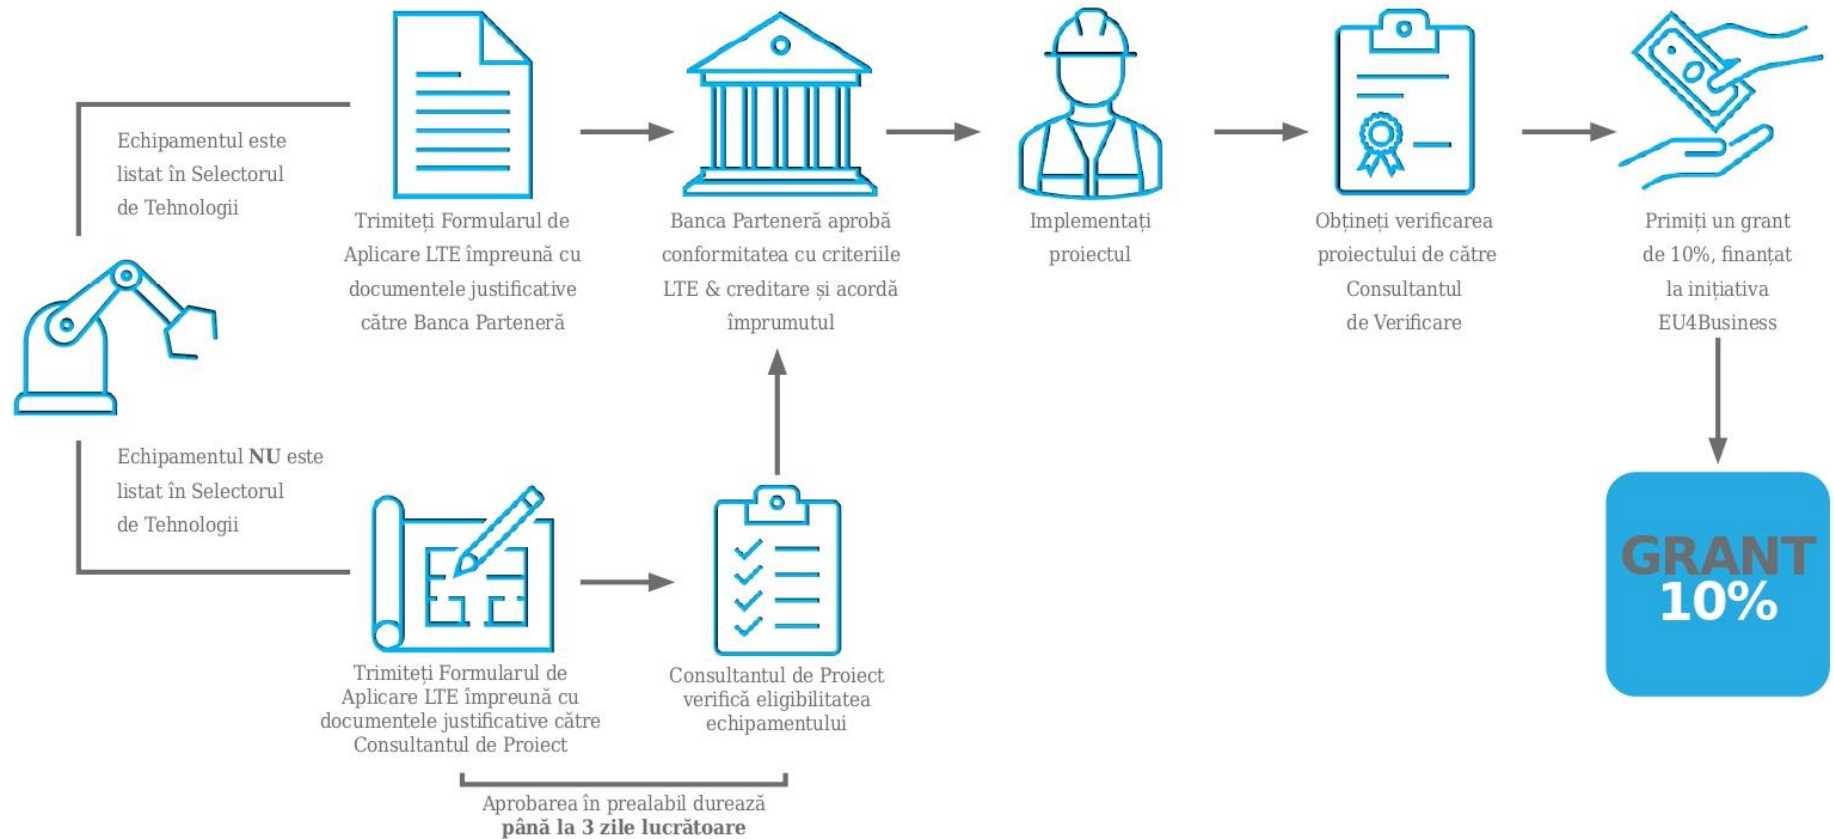 Echipamentul este
listat în Selectorul
de Tehnologii
Trimiteți Formularul de
Aplicare LTE împreună cu
documentele justificative
către Banca Parteneră
Banca Parteneră aprobă
conformitatea cu criteriile
LTE & creditare și acordă
împrumutul
Implementați
proiectul
Obțineți verificarea
proiectului de către
Consultantul
de Verificare
Primiți un grant
de 10%, finanțat
la inițiativa
EU4Business
Echipamentul NU este
listat în Selectorul
de Tehnologii
Trimiteți Formularul de
Aplicare LTE împreună cu
documentele justificative către
Consultantul de Proiect
Consultantul de Proiect
verifică eligibilitatea
echipamentului
Aprobarea în prealabil durează
până la 3 zile lucrătoare
GRANT
10%